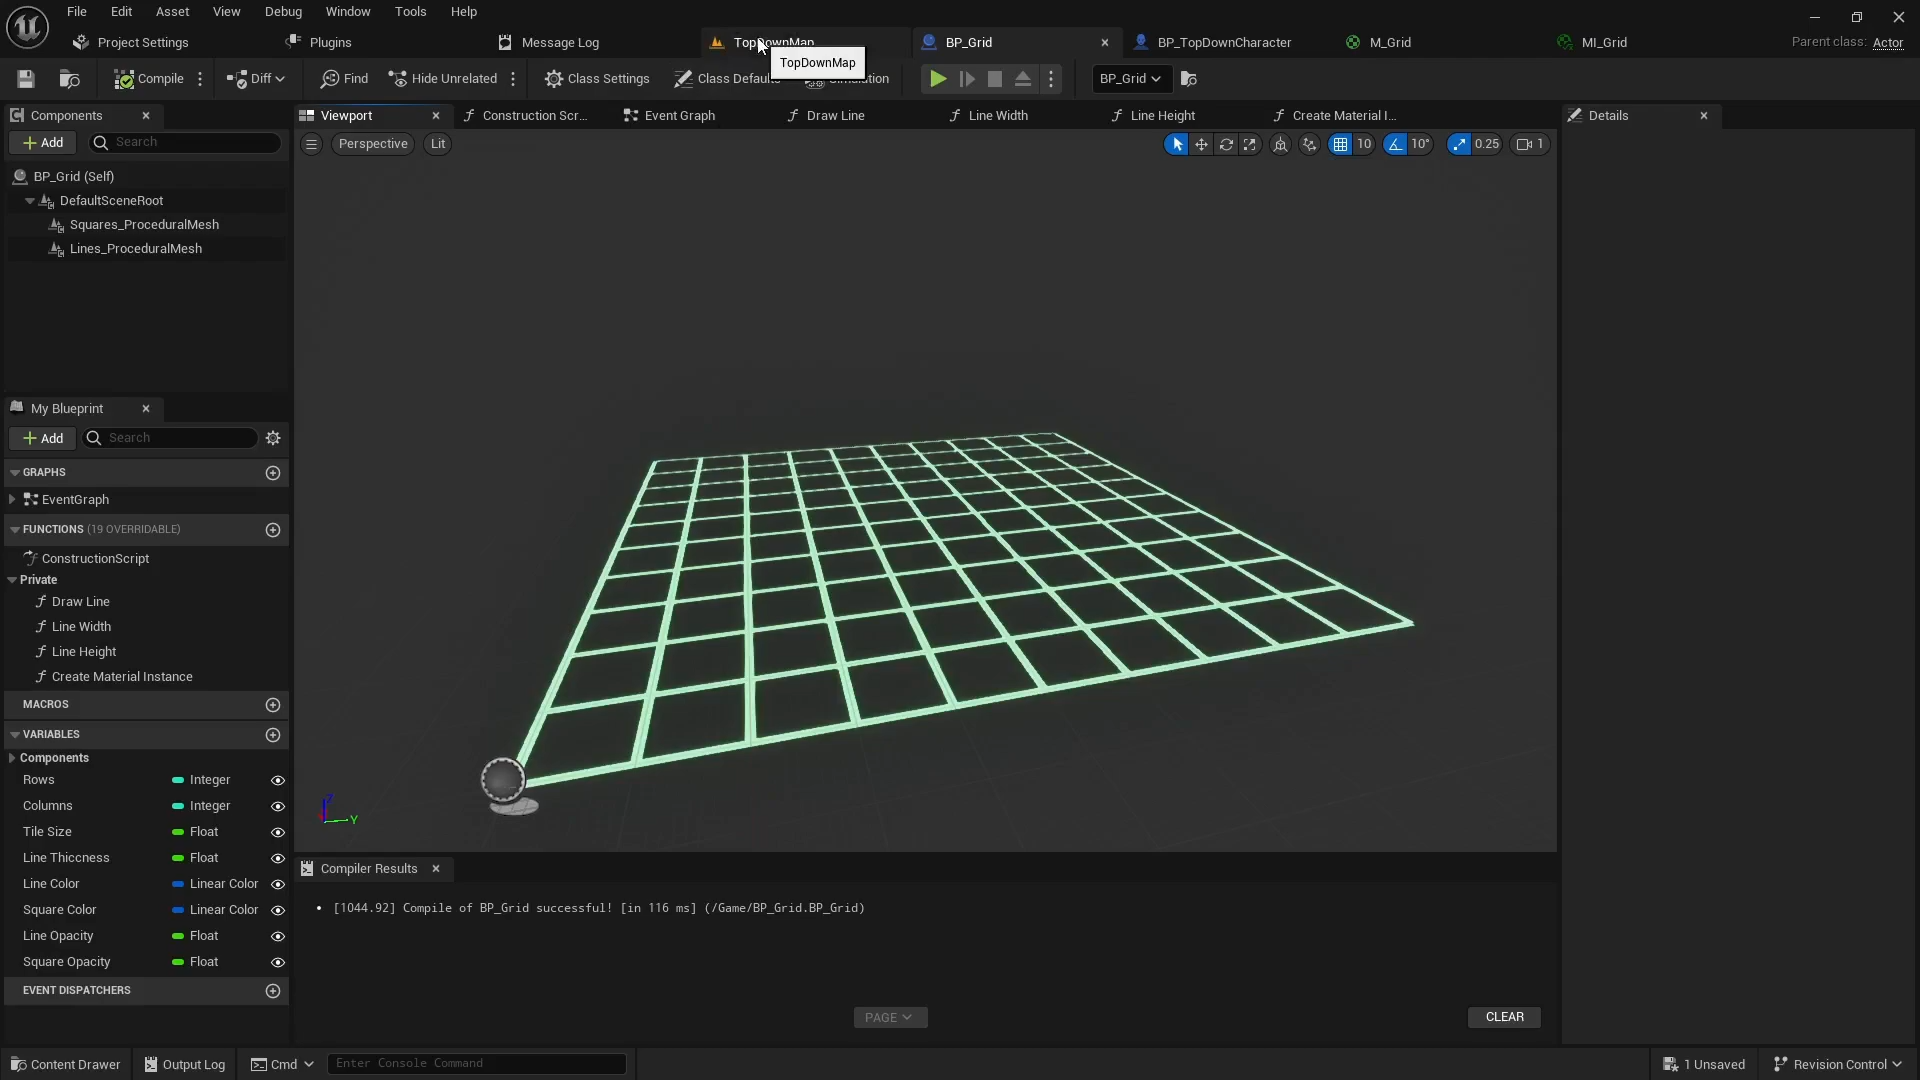 File Edit Asset View Debug Window Tools Help
Project Settings Plugins Message Log TopDownMap BP_Grid BP_TopDownCharacter M_Grid MI_Grid Parent class: Actor
TopDownMap
Compile Diff Find Hide Unrelated Class Settings Class Defaults Simulation BP_Grid
Components Viewport Construction Scr... Event Graph Draw Line Line Width Line Height Create Material I... Details
Add Search Perspective Lit 10 10° 0.25 1
BP_Grid (Self)
DefaultSceneRoot
Squares_ProceduralMesh
Lines_ProceduralMesh
My Blueprint
Add Search
GRAPHS
EventGraph
FUNCTIONS (19 OVERRIDABLE)
ConstructionScript
Private
Draw Line
Line Width
Line Height
Create Material Instance
MACROS
VARIABLES
Components
Rows Integer
Columns Integer
Tile Size Float
Line Thiccness Float
Line Color Linear Color
Square Color Linear Color
Line Opacity Float
Square Opacity Float
EVENT DISPATCHERS
Z
Y
Compiler Results
[1044.92] Compile of BP_Grid successful! [in 116 ms] (/Game/BP_Grid.BP_Grid)
PAGE CLEAR
Content Drawer Output Log Cmd Enter Console Command 1 Unsaved Revision Control